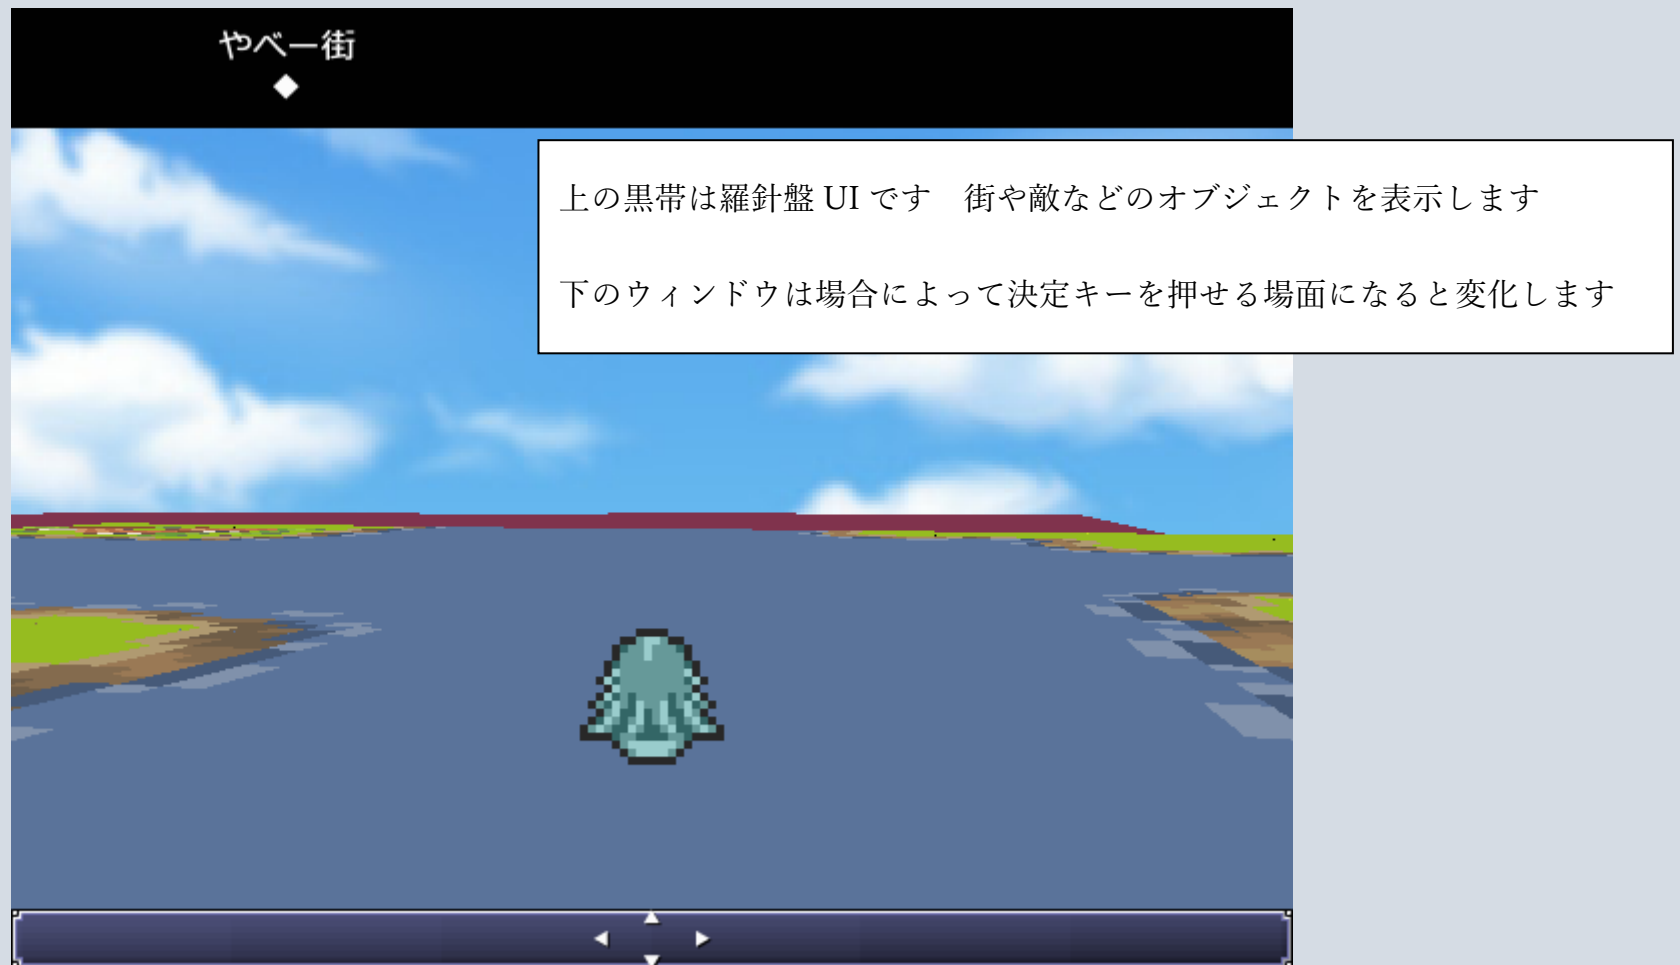 やべー街
上の黒帯は羅針盤 UI です　街や敵などのオブジェクトを表示します
下のウィンドウは場合によって決定キーを押せる場面になると変化します